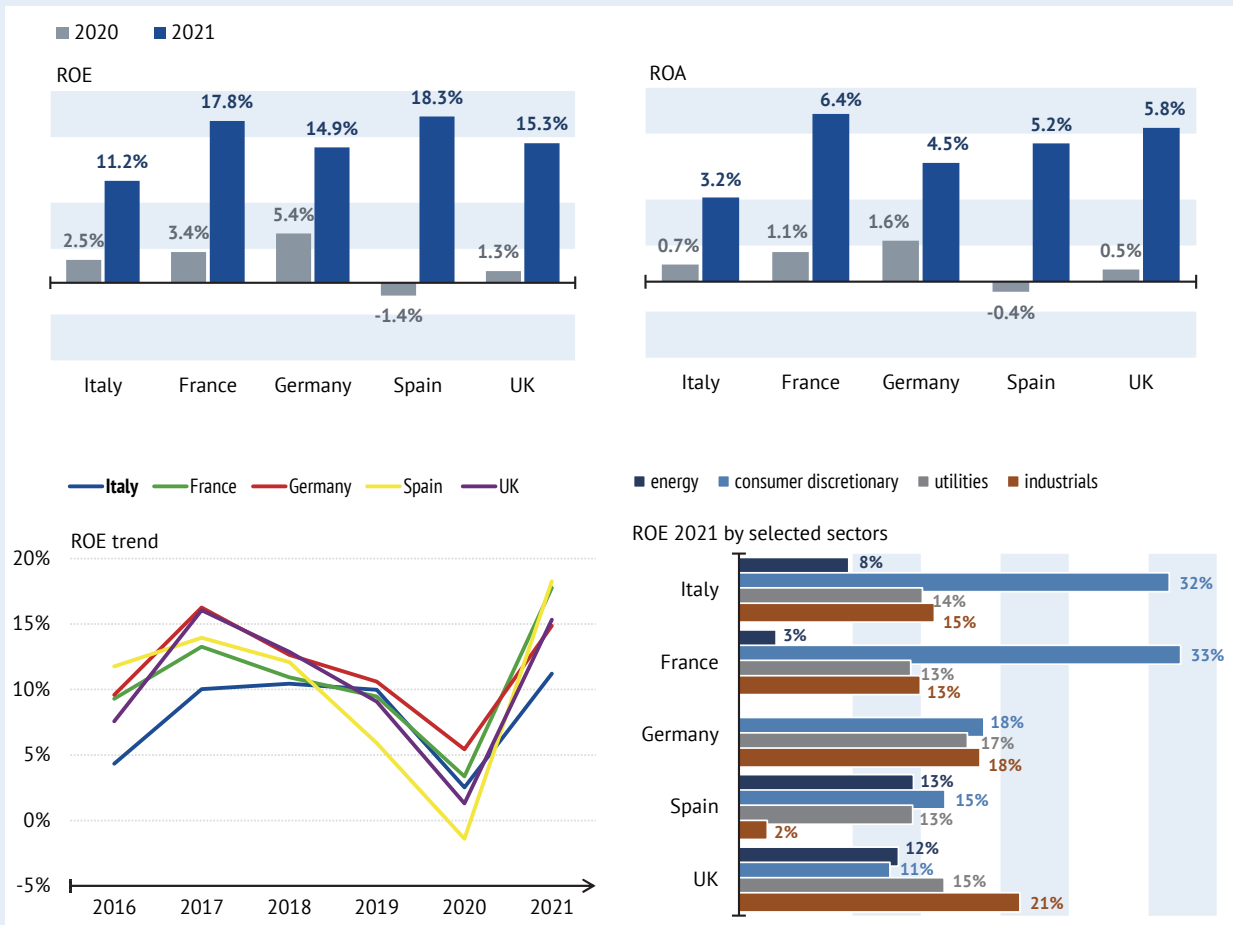 2020 2021
ROE
2.5% 11.2% 3.4% 17.8% 5.4% 14.9% -1.4% 18.3% 1.3% 15.3%
Italy France Germany Spain UK
ROA
0.7% 3.2% 1.1% 6.4% 1.6% 4.5% -0.4% 5.2% 0.5% 5.8%
Italy France Germany Spain UK
Italy France Germany Spain UK
ROE trend
20%
15%
10%
5%
0%
-5%
2016 2017 2018 2019 2020 2021
energy consumer discretionary utilities industrials
ROE 2021 by selected sectors
Italy
8%
32%
14%
15%
France
3%
33%
13%
13%
Germany
18%
17%
18%
Spain
13%
15%
13%
2%
UK
12%
11%
15%
21%